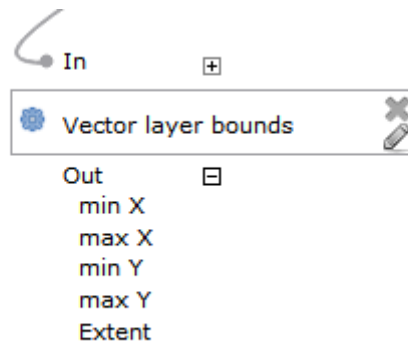 In
Vector layer bounds
Out
min X
max X
min Y
max Y
Extent